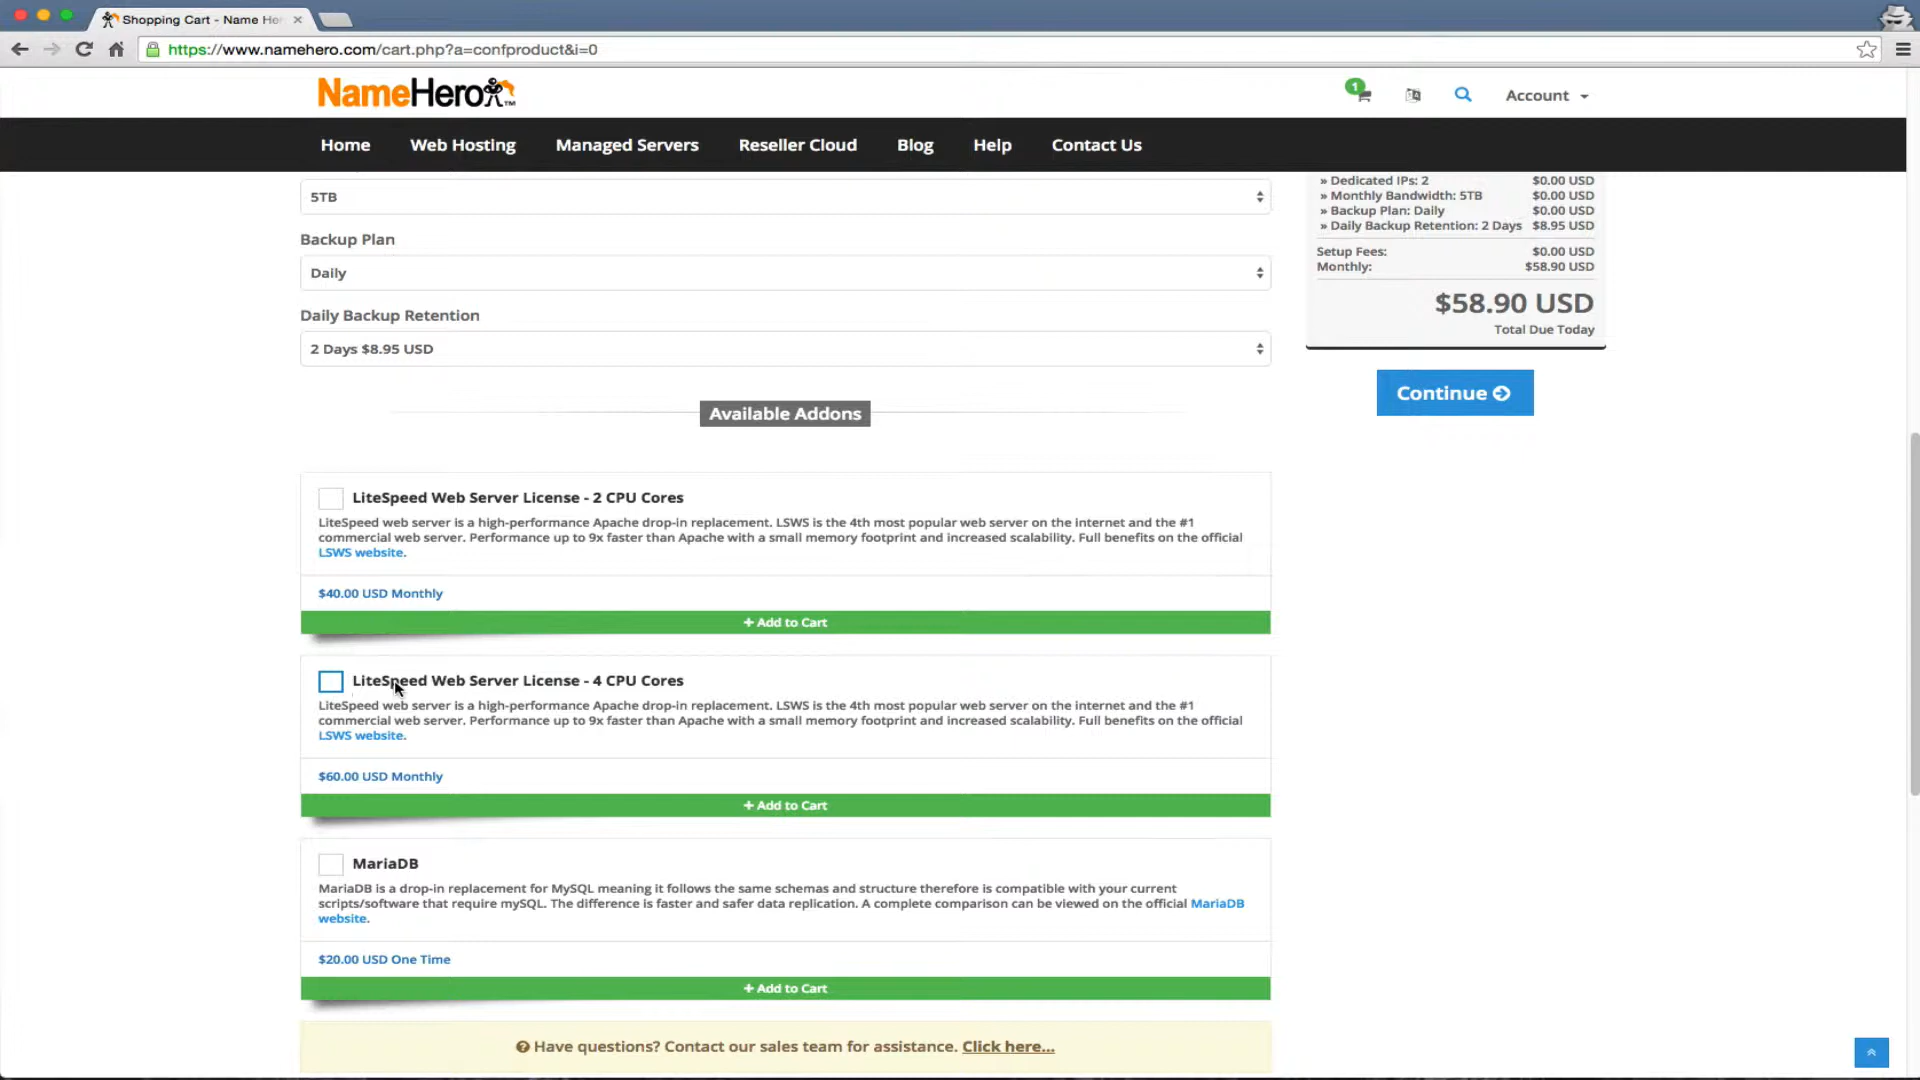 Shopping Cart - Name He
https://www.namehero.com/cart.php?a=confproduct&i=0
NameHero™
1
Account
Home Web Hosting Managed Servers Reseller Cloud Blog Help Contact Us
5TB
Backup Plan
Daily
Daily Backup Retention
2 Days $8.95 USD
» Dedicated IPs: 2 $0.00 USD
» Monthly Bandwidth: 5TB $0.00 USD
» Backup Plan: Daily $0.00 USD
» Daily Backup Retention: 2 Days $8.95 USD
Setup Fees: $0.00 USD
Monthly: $58.90 USD
$58.90 USD
Total Due Today
Continue
Available Addons
LiteSpeed Web Server License - 2 CPU Cores
LiteSpeed web server is a high-performance Apache drop-in replacement. LSWS is the 4th most popular web server on the internet and the #1
commercial web server. Performance up to 9x faster than Apache with a small memory footprint and increased scalability. Full benefits on the official
LSWS website.
$40.00 USD Monthly
+ Add to Cart
LiteSpeed Web Server License - 4 CPU Cores
LiteSpeed web server is a high-performance Apache drop-in replacement. LSWS is the 4th most popular web server on the internet and the #1
commercial web server. Performance up to 9x faster than Apache with a small memory footprint and increased scalability. Full benefits on the official
LSWS website.
$60.00 USD Monthly
+ Add to Cart
MariaDB
MariaDB is a drop-in replacement for MySQL meaning it follows the same schemas and structure therefore is compatible with your current
scripts/software that require mySQL. The difference is faster and safer data replication. A complete comparison can be viewed on the official MariaDB
website.
$20.00 USD One Time
+ Add to Cart
Have questions? Contact our sales team for assistance. Click here...